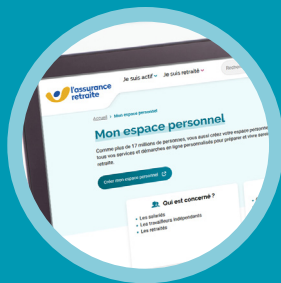 l'assurance
retraite
Je suis actif
Je suis retraité
Accueil > Mon espace personnel
Mon espace personnel
Comme plus de 17 millions de personnes, vous aussi créez votre espace personnel
tous vos services et démarches en ligne personnalisés pour préparer et vivre
retraite.
Créer mon espace personnel
Qui est concerné ?
• Les salariés
• Les travailleurs indépendants
• Les retraités